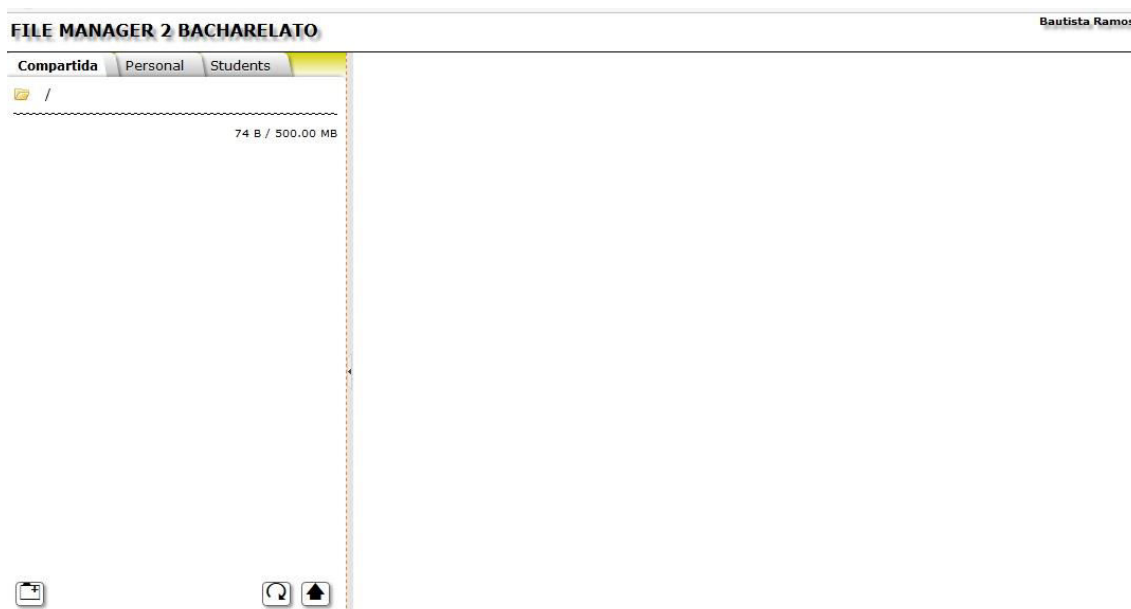 FILE MANAGER 2 BACHARELATO
Bautista Ramos
Compartida Personal Students
/
74 B / 500.00 MB